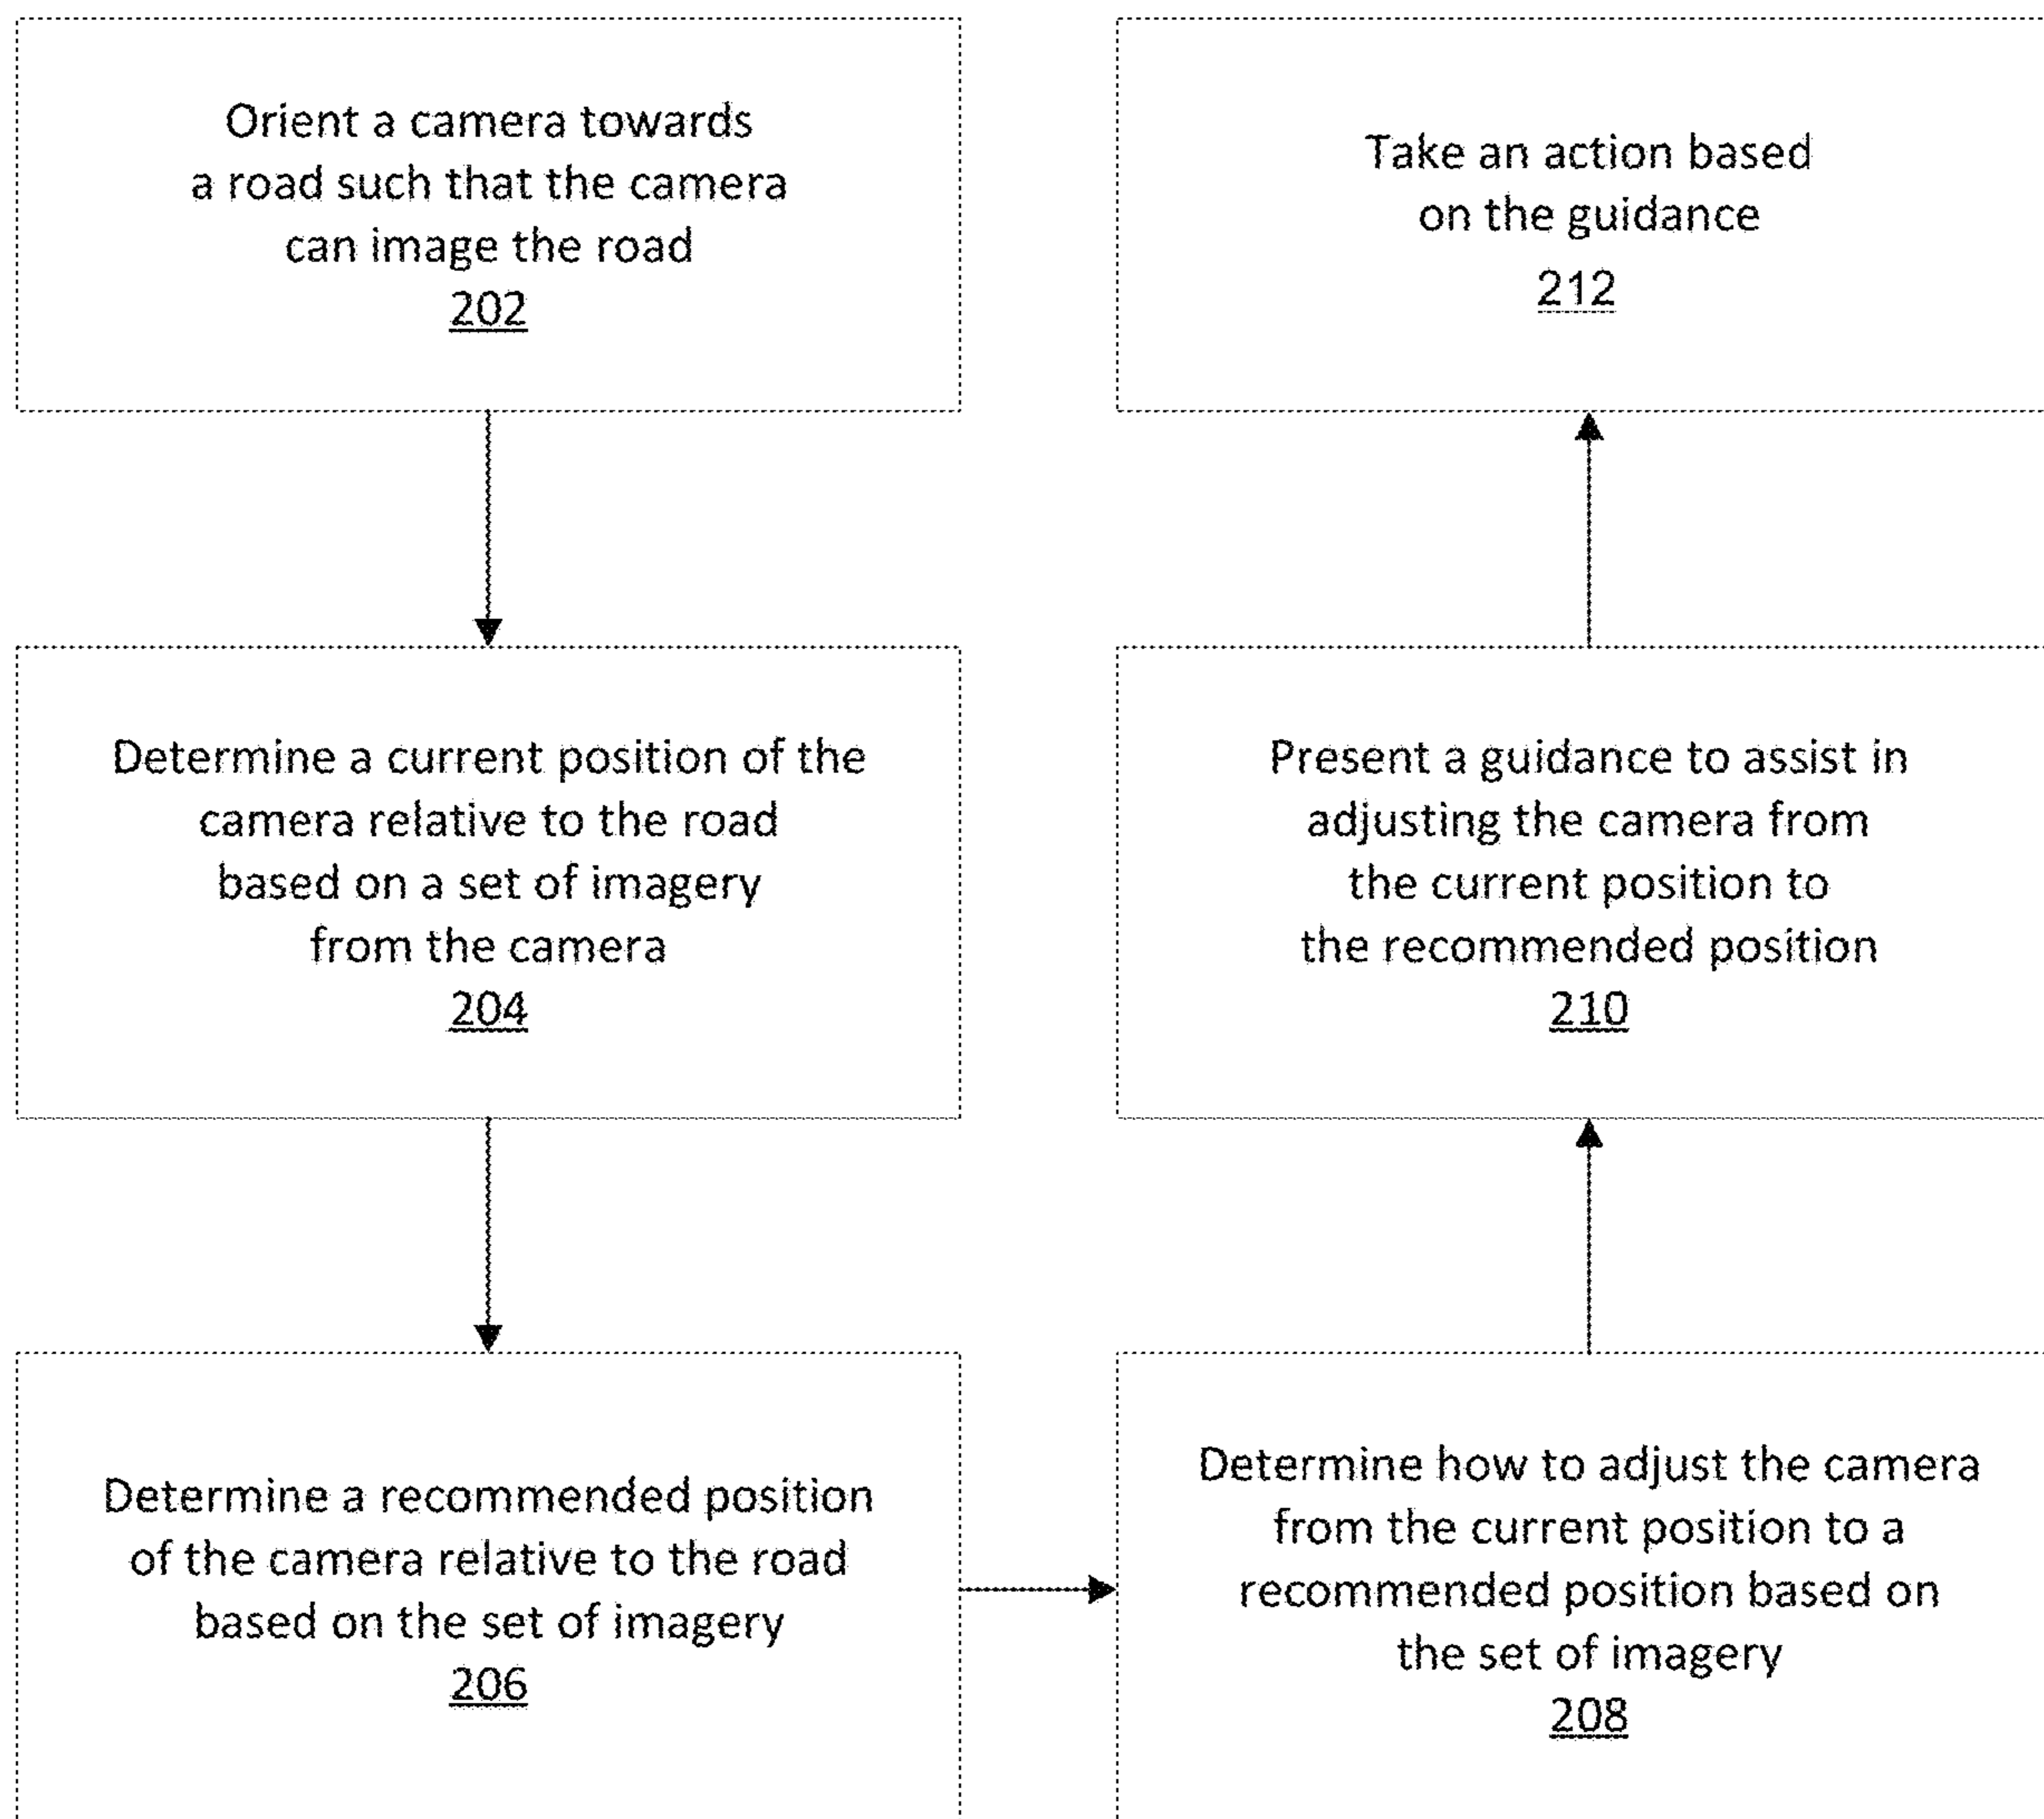 Orient a camera towards
a road such that the camera
can image the road
202
Determine a current position of the
camera relative to the road
based on a set of imagery
from the camera
204
Determine a recommended position
of the camera relative to the road
based on the set of imagery
206
Determine how to adjust the camera
from the current position to a
recommended position based on
the set of imagery
208
Present a guidance to assist in
adjusting the camera from
the current position to
the recommended position
210
Take an action based
on the guidance
212